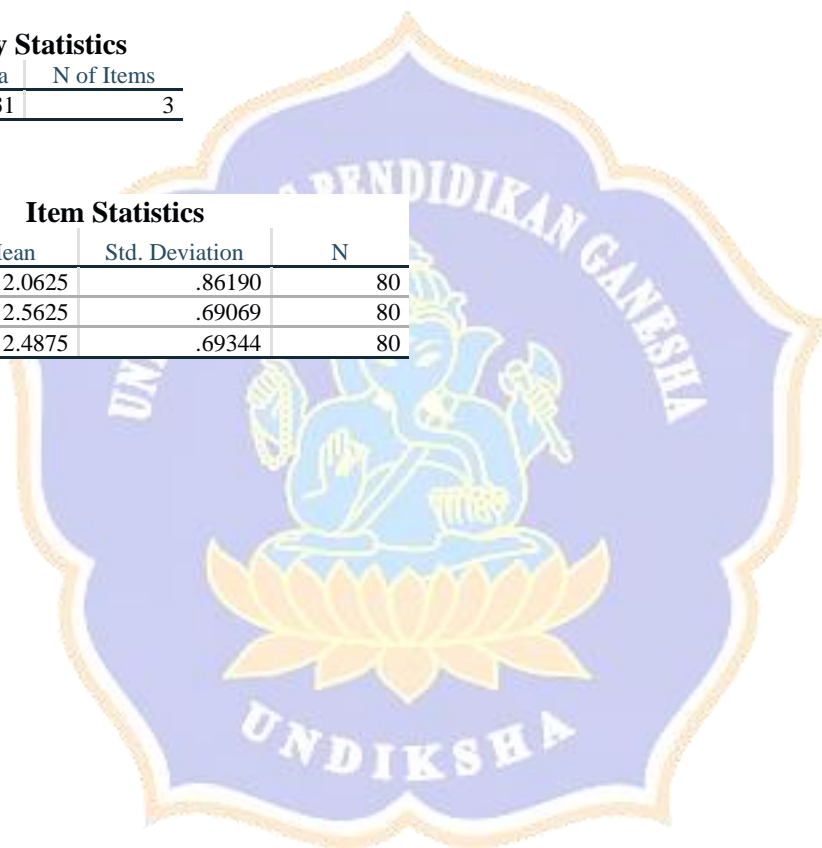 Statistics
N of Items
3
Item Statistics
Std. Deviation N
2.0625 .86190 80
2.5625 .69069 80
2.4875 .69344 80
PENDIDIKAN GANESHA
UNDIKSHA